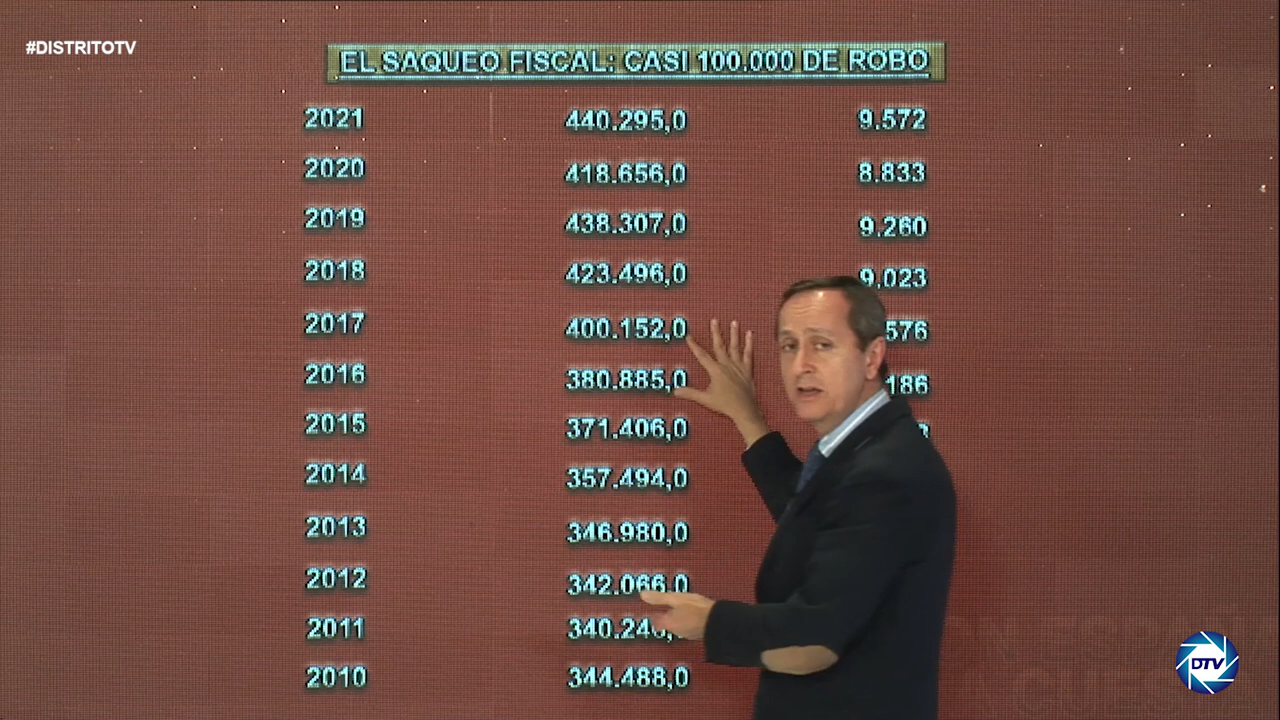 #DISTRITOTV
EL SAQUEO FISCAL: CASI 100.000 DE ROBO
2021 440.295,0 9.572
2020 418.656,0 8.833
2019 438.307,0 9.260
2018 423.496,0 9.023
2017 400.152,0 576
2016 380.885,0 186
2015 371.406,0
2014 357.494,0
2013 346.980,0
2012 342.066,0
2011
2010 344.488,0
DTV